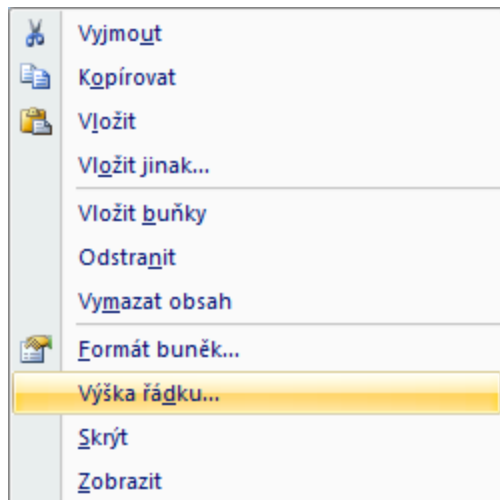 Vyjmout
Kopírovat
Vložit
Vložit jinak...
Vložit buňky
Odstranit
Vymazat obsah
Formát buněk...
Výška řádku...
Skrýt
Zobrazit